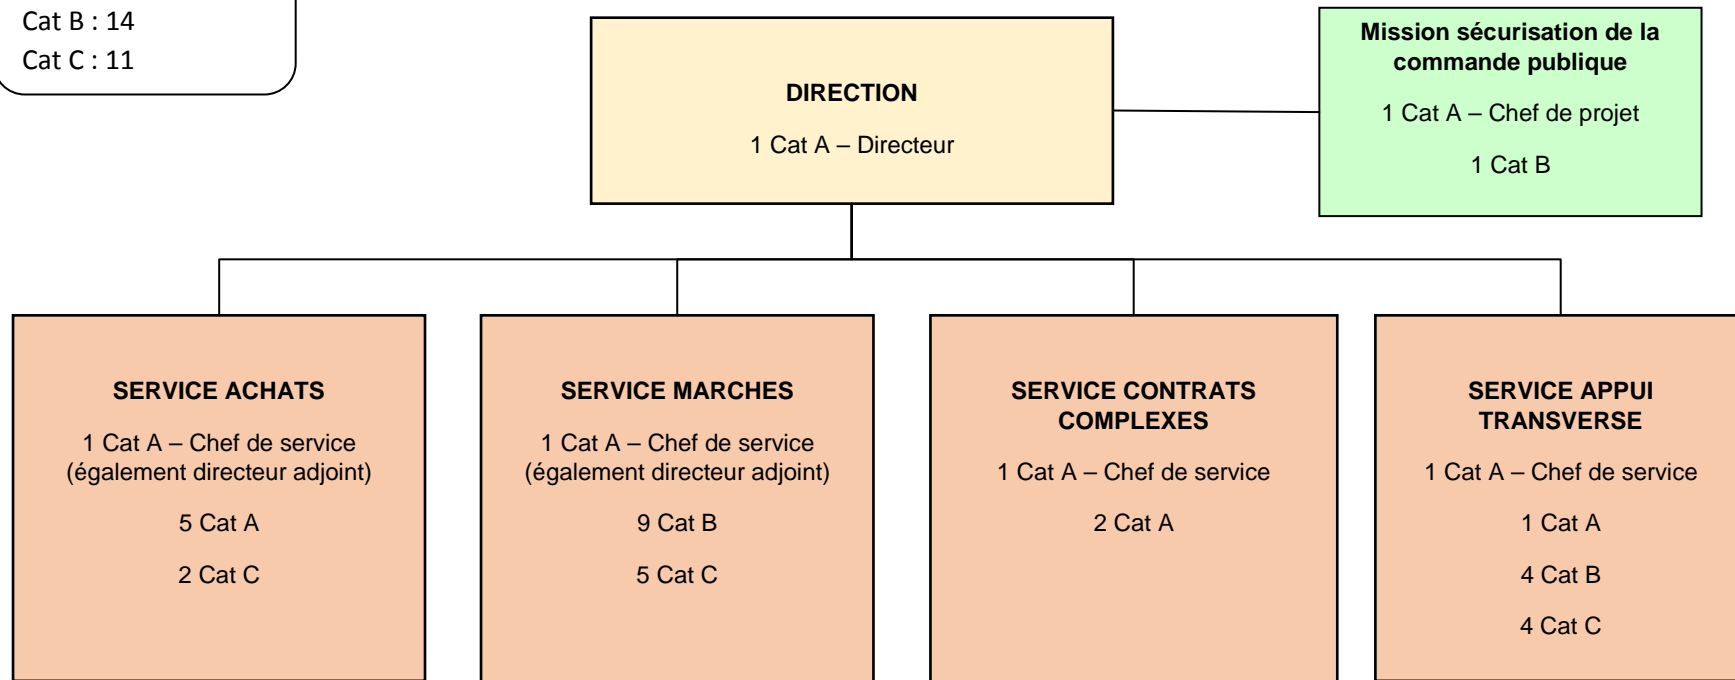 Cat B : 14
Cat C : 11
DIRECTION
1 Cat A – Directeur
Mission sécurisation de la
commande publique
1 Cat A – Chef de projet
1 Cat B
SERVICE ACHATS
1 Cat A – Chef de service
(également directeur adjoint)
5 Cat A
2 Cat C
SERVICE MARCHES
1 Cat A – Chef de service
(également directeur adjoint)
9 Cat B
5 Cat C
SERVICE CONTRATS
COMPLEXES
1 Cat A – Chef de service
2 Cat A
SERVICE APPUI
TRANSVERSE
1 Cat A – Chef de service
1 Cat A
4 Cat B
4 Cat C